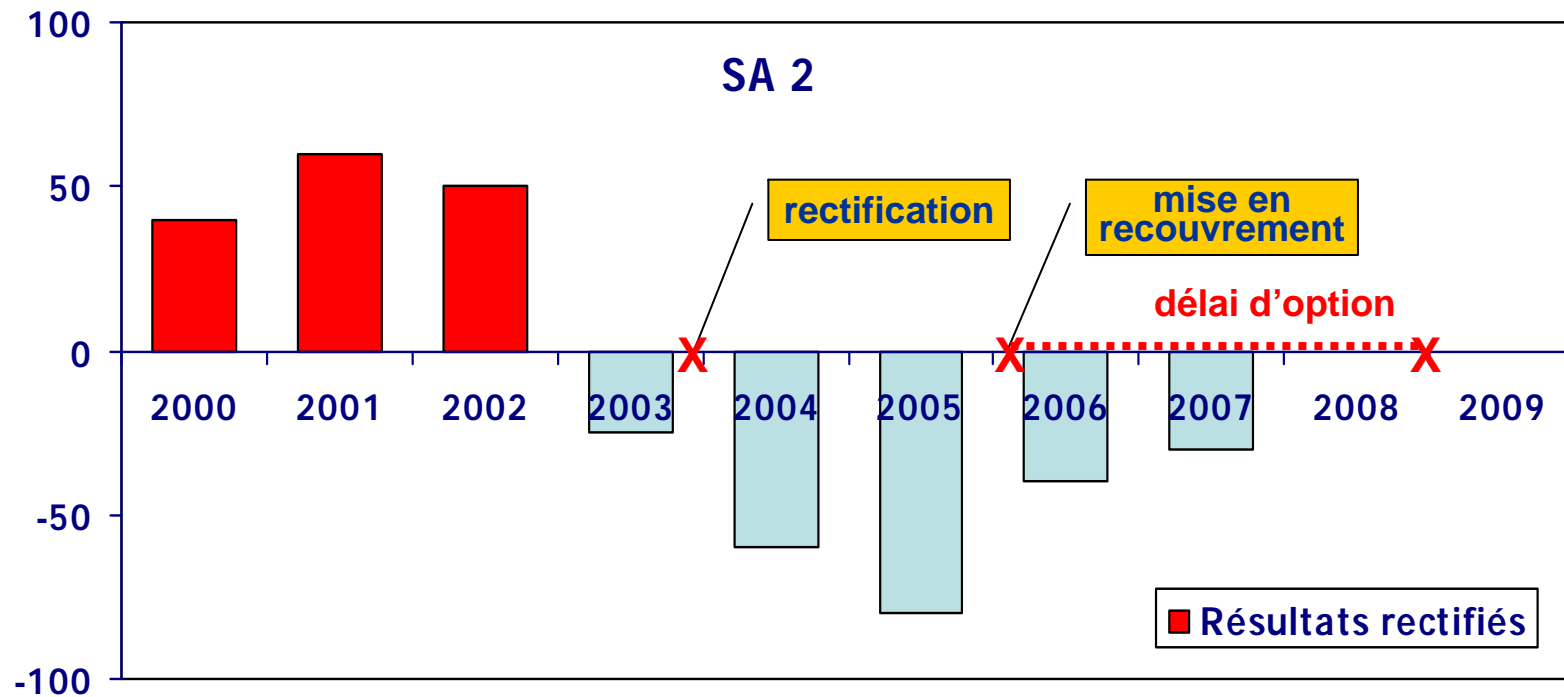 100
SA 2
50
rectification
mise en
recouvrement
délai d'option
0
2000 2001 2002 2003 2004 2005 2006 2007 2008 2009
-50
Résultats rectifiés
-100